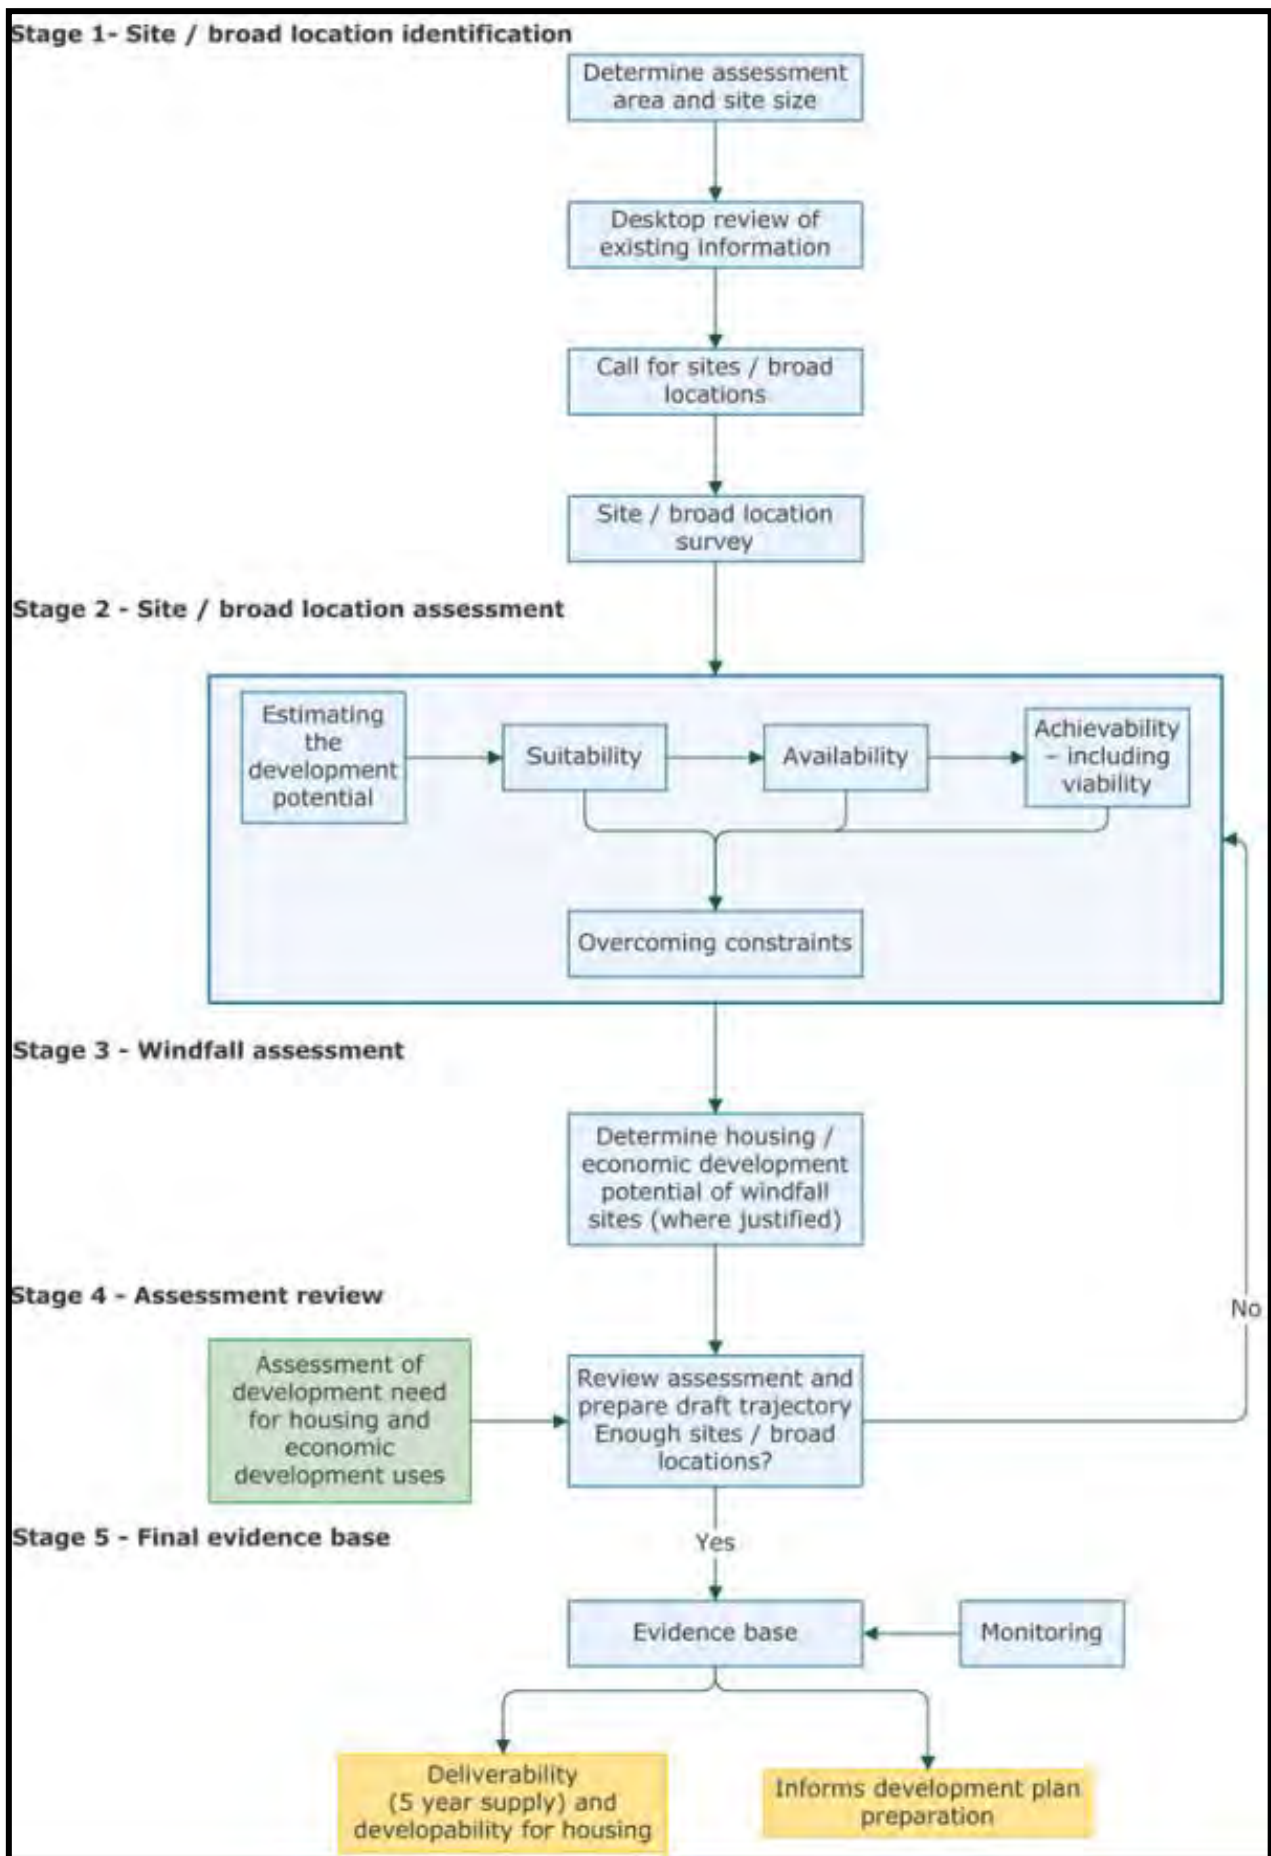 Stage 1- Site / broad location identification
Determine assessment
area and site size
Desktop review of
existing information
Call for sites / broad
locations
Site / broad location
survey
Stage 2 - Site / broad location assessment
Estimating
the
development
potential
Suitability
Availability
Achievability
– including
viability
Overcoming constraints
Stage 3 - Windfall assessment
Determine housing /
economic development
potential of windfall
sites (where justified)
Stage 4 - Assessment review
No
Assessment of
development need
for housing and
economic
development uses
Review assessment and
prepare draft trajectory
Enough sites / broad
locations?
Stage 5 - Final evidence base
Yes
Evidence base
Monitoring
Deliverability
(5 year supply) and
developability for housing
Informs development plan
preparation